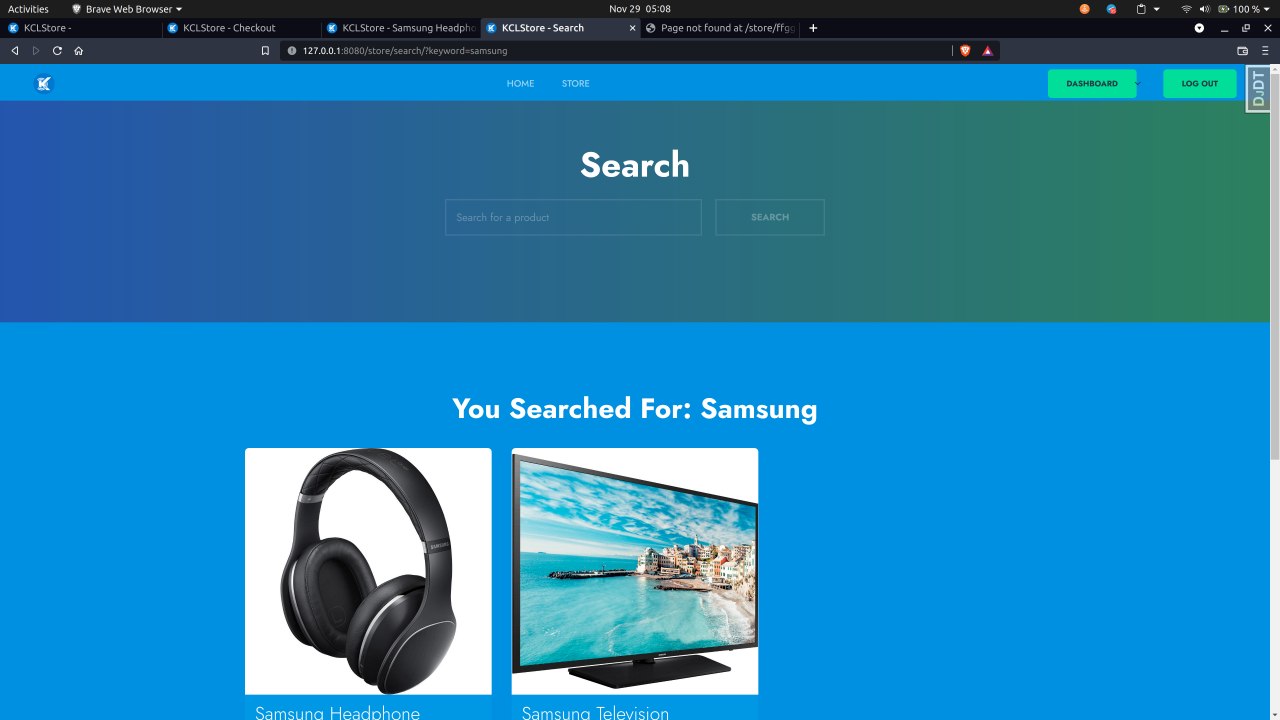 Activities Brave Web Browser Nov 29 05:08 100 %
KCLStore - KCLStore - Checkout KCLStore - Samsung Headpho KCLStore - Search Page not found at /store/ffgg
127.0.0.1:8080/store/search/?keyword=samsung
HOME STORE DASHBOARD LOG OUT
DjDT
Search
Search for a product SEARCH
You Searched For: Samsung
SAMSUNG
Samsung Headphone Samsung Television